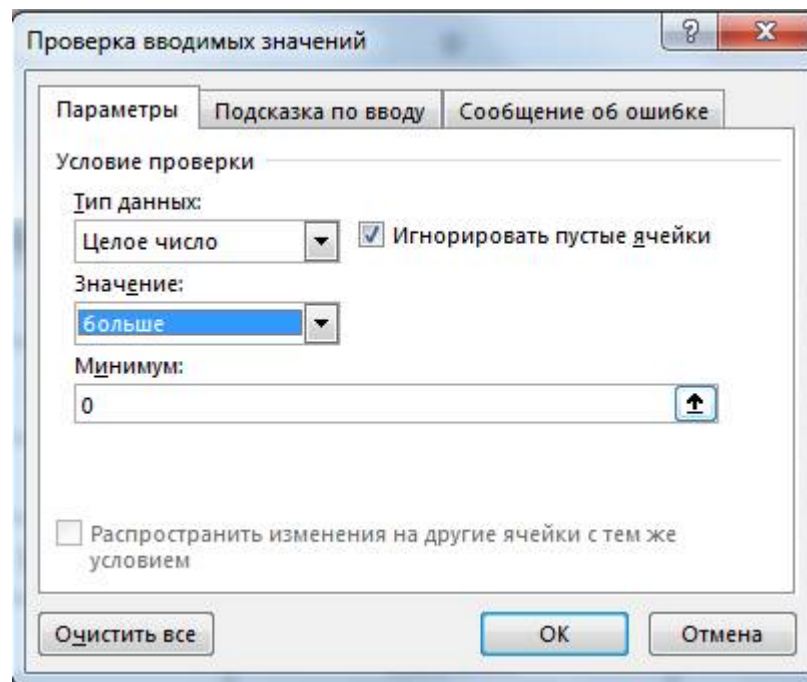 Проверка вводимых значений
Параметры Подсказка по вводу Сообщение об ошибке
Условие проверки
Тип данных:
Целое число Игнорировать пустые ячейки
Значение:
больше
Минимум:
0
Распространить изменения на другие ячейки с тем же
условием
Очистить все ОК Отмена